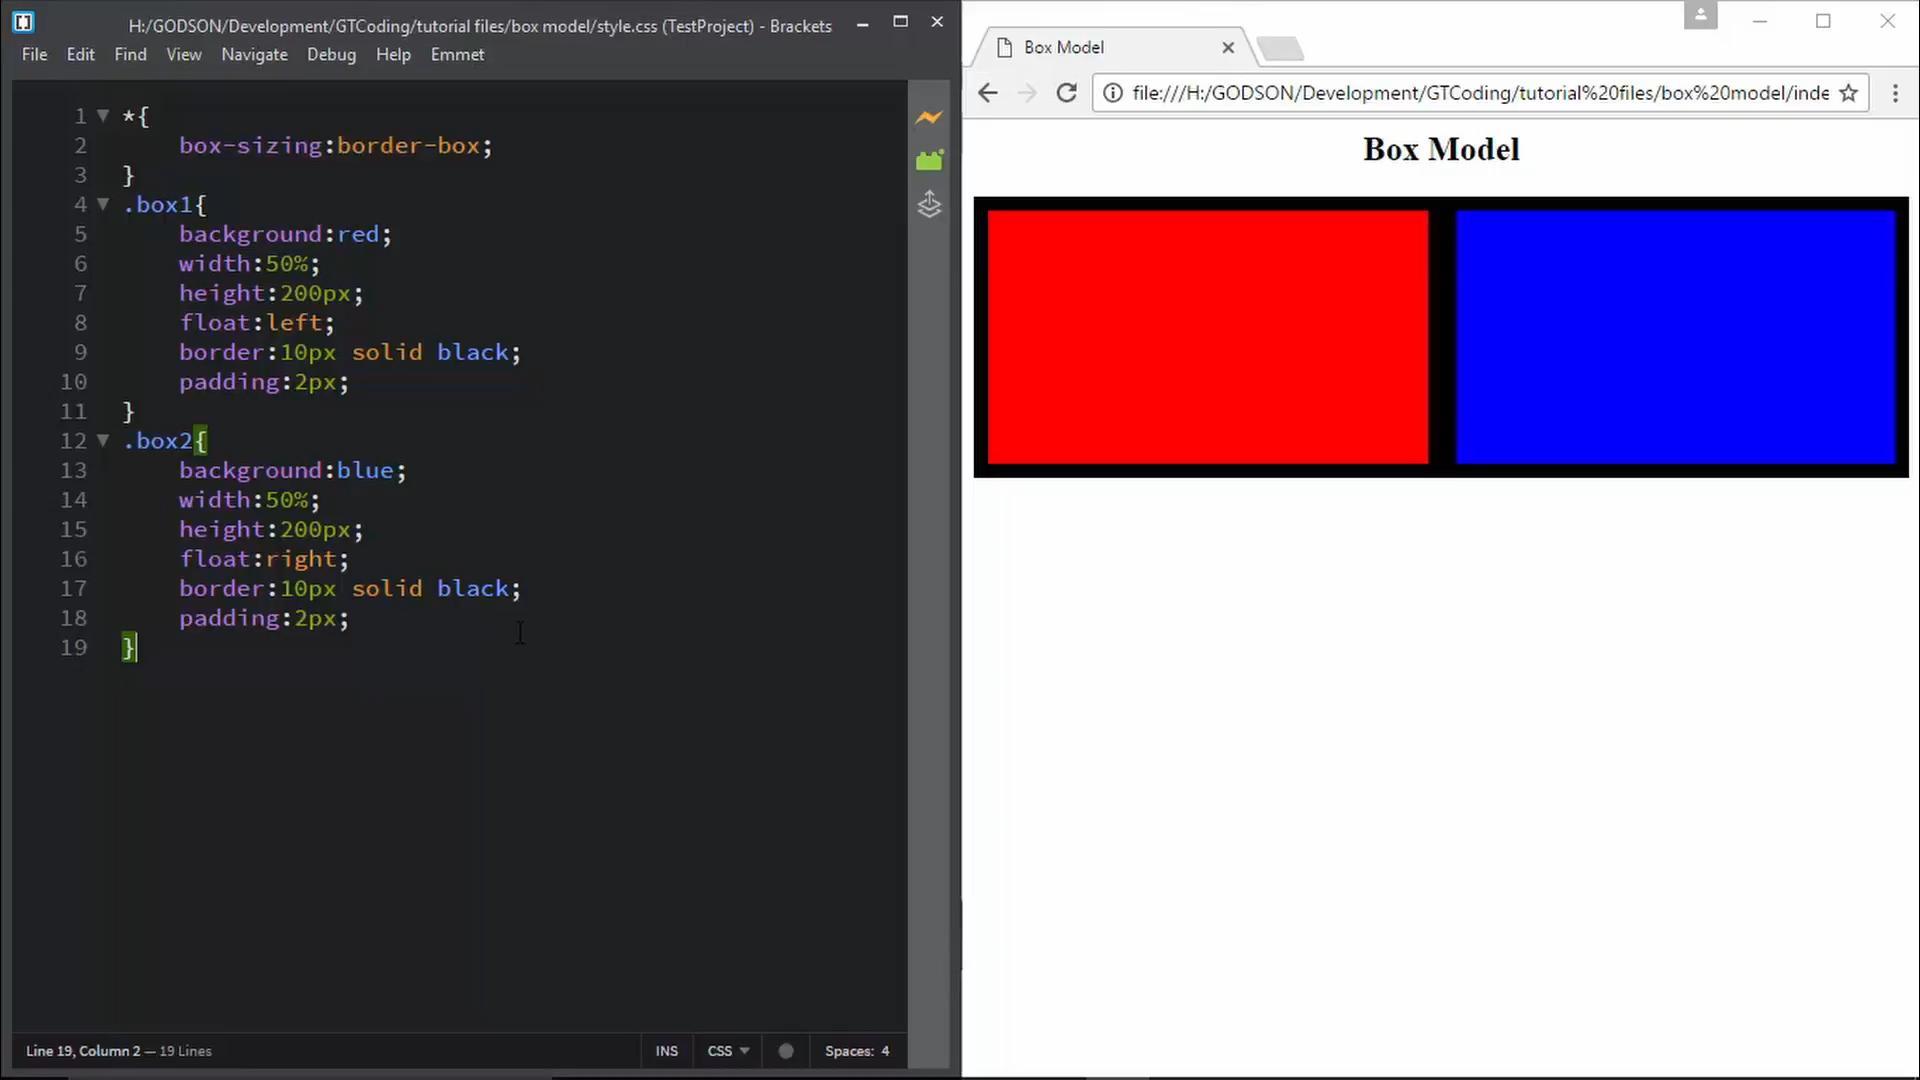 H:/GODSON/Development/GTCoding/tutorial files/box model/style.css (TestProject) - Brackets
File Edit Find View Navigate Debug Help Emmet
1 *{
2 box-sizing:border-box;
3 }
4 .box1{
5 background:red;
6 width:50%;
7 height:200px;
8 float:left;
9 border:10px solid black;
10 padding:2px;
11 }
12 .box2{
13 background:blue;
14 width:50%;
15 height:200px;
16 float:right;
17 border:10px solid black;
18 padding:2px;
19 }
Line 19, Column 2 — 19 Lines
INS CSS Spaces: 4
Box Model
file:///H:/GODSON/Development/GTCoding/tutorial%20files/box%20model/inde
Box Model